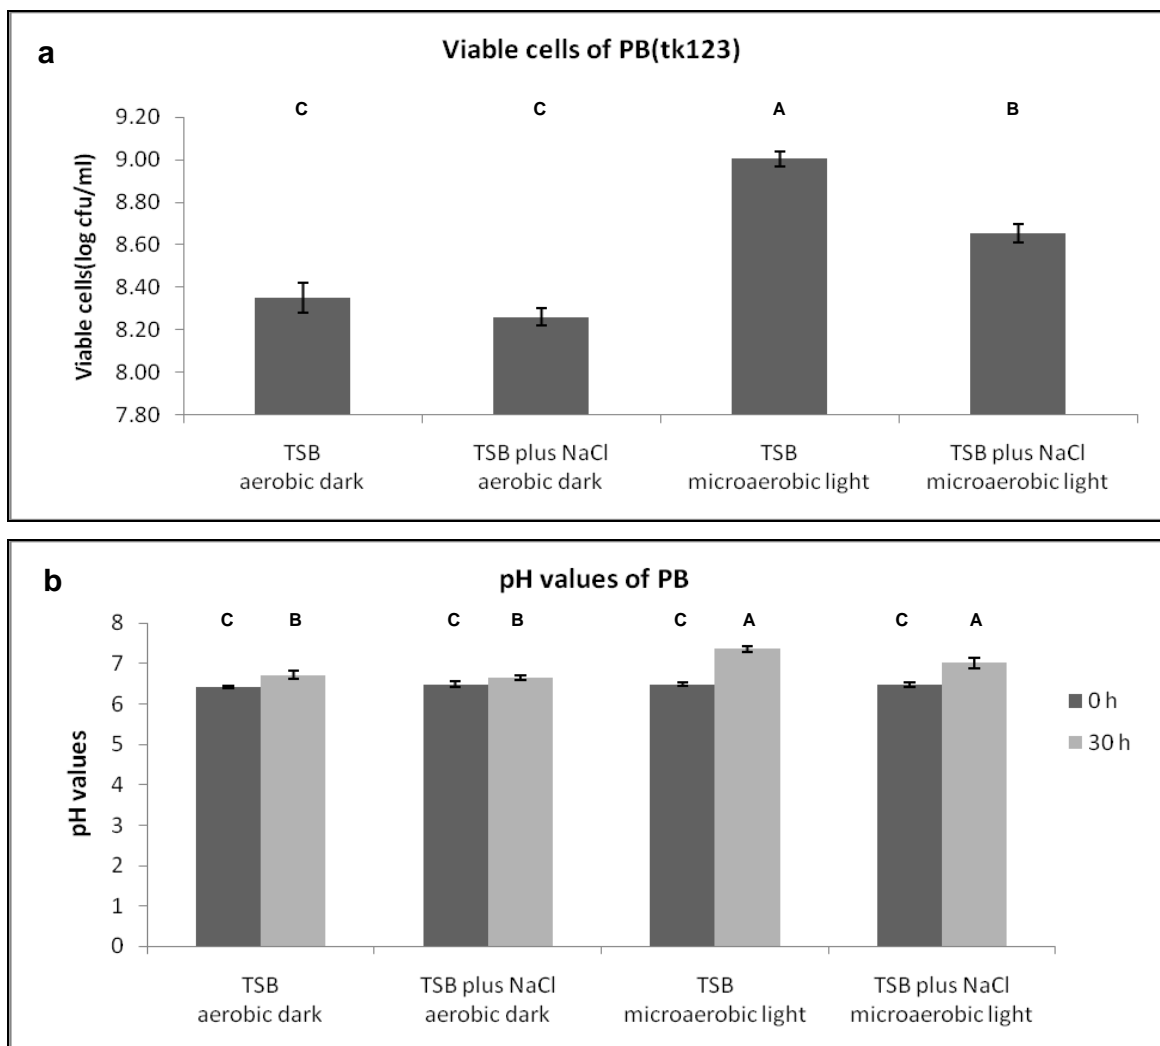 a
Viable cells of PB(tk123)
C C A B
9.20
9.00
8.80
8.60
8.40
8.20
8.00
7.80
Viable cells(log cfu/ml)
TSB TSB plus NaCl TSB TSB plus NaCl
aerobic dark aerobic dark microaerobic light microaerobic light
b
pH values of PB
C B C B C A C A
8
7
6
5
4
3
2
1
0
pH values
0 h
30 h
TSB TSB plus NaCl TSB TSB plus NaCl
aerobic dark aerobic dark microaerobic light microaerobic light